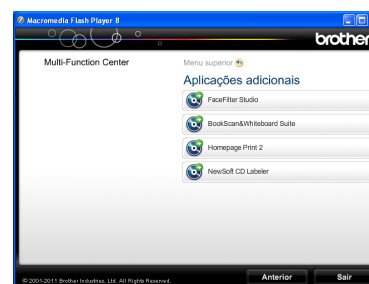 Macromedia Flash Player 8
brother
Multi-Function Center
Menu superior
Aplicações adicionais
FaceFilter Studio
BookScan&Whiteboard Suite
Homepage Print 2
NewSoft CD Labeler
© 2001-2011 Brother Industries, Ltd. All Rights Reserved.
Anterior
Sair